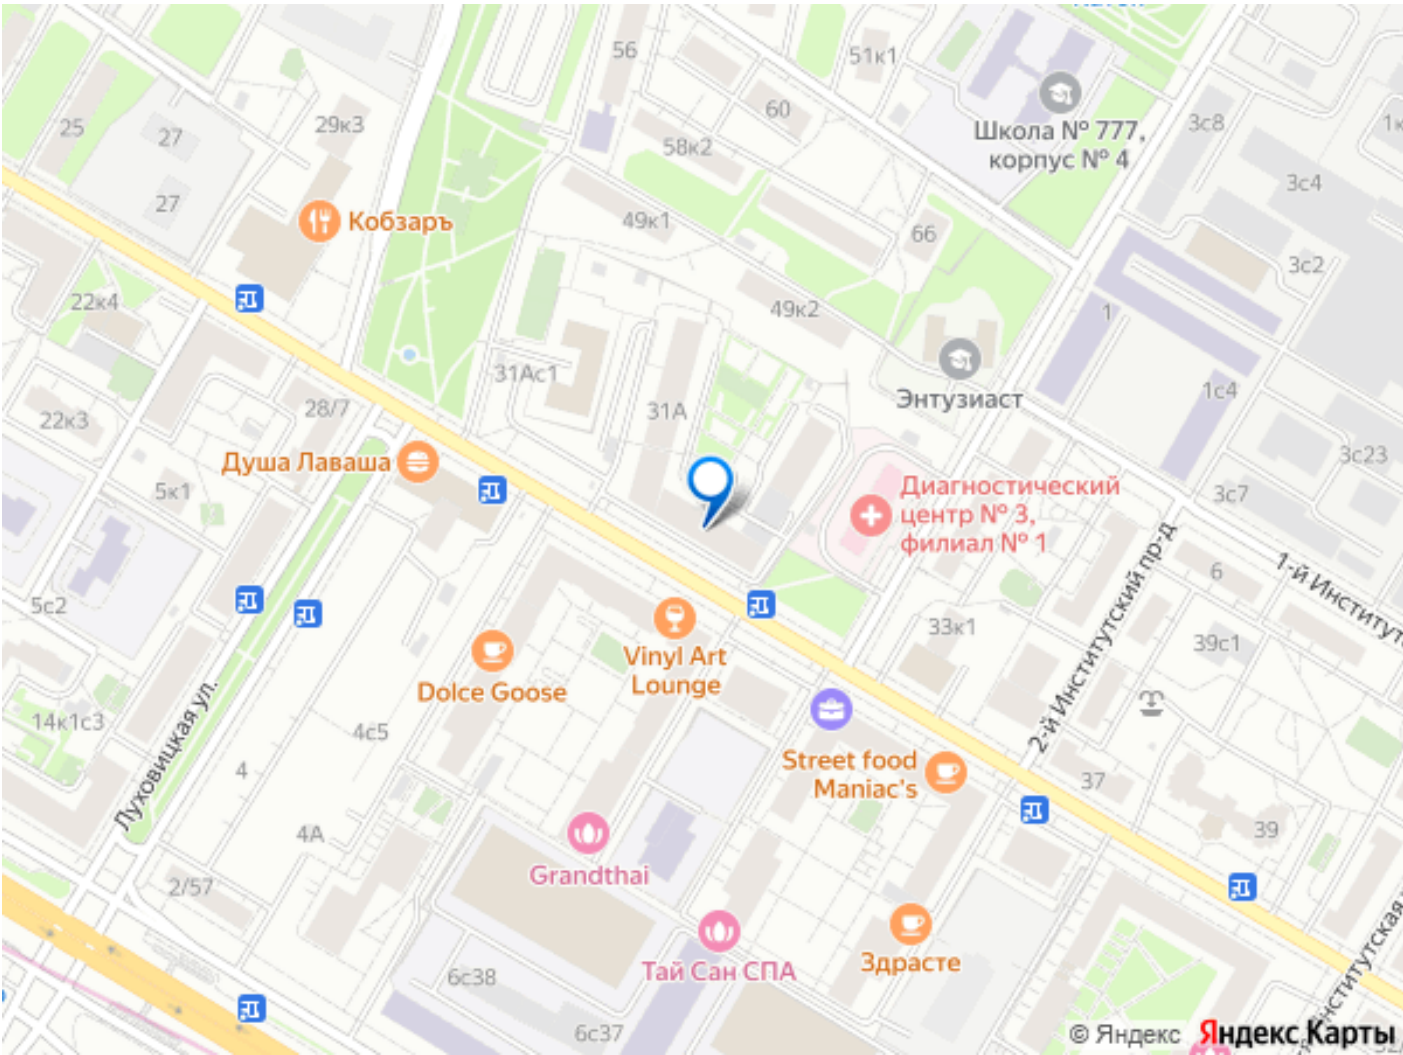 56
51к1
60
Школа № 777,
корпус № 4
3с8
25
27
29к3
58к2
3с4
27
Кобзаръ
49к1
66
3с2
22к4
49к2
1
31Ас1
Энтузиаст
1с4
28/7
31А
22к3
3с23
Душа Лаваша
5к1
Диагностический
центр № 3,
филиал № 1
3с7
2-й Институтский пр-д
6
5с2
33к1
39с1
Vinyl Art
Lounge
Dolce Goose
14к1с3
Луховицкая ул.
4с5
4
Street food
Maniac's
37
4А
39
Grandthai
2/57
Здрасте
Тай Сан СПА
6с38
6с37
© Яндекс Яндекс Карты